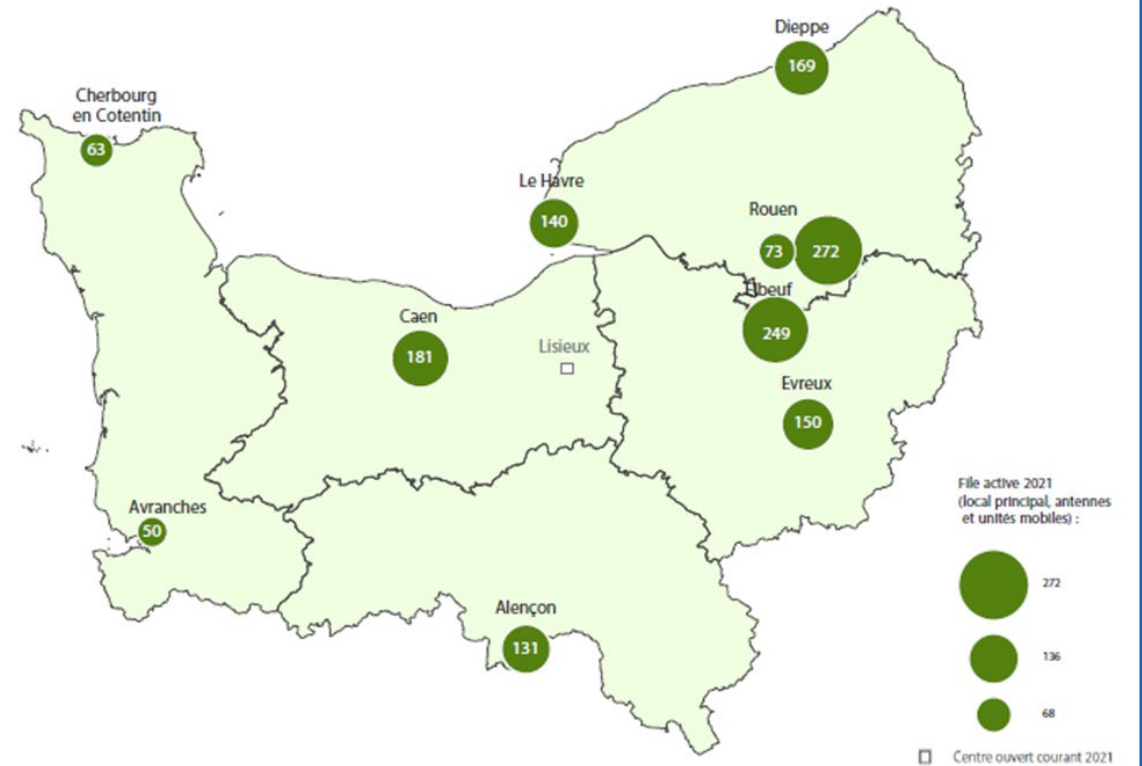 Dieppe
169
Cherbourg
en Cotentin
63
Le Havre
140
Rouen
73
272
Elbeuf
249
Caen
181
Lisieux
Evreux
150
Avranches
50
Alençon
131
File active 2021
(local principal, antennes
et unités mobiles) :
272
136
68
Centre ouvert courant 2021